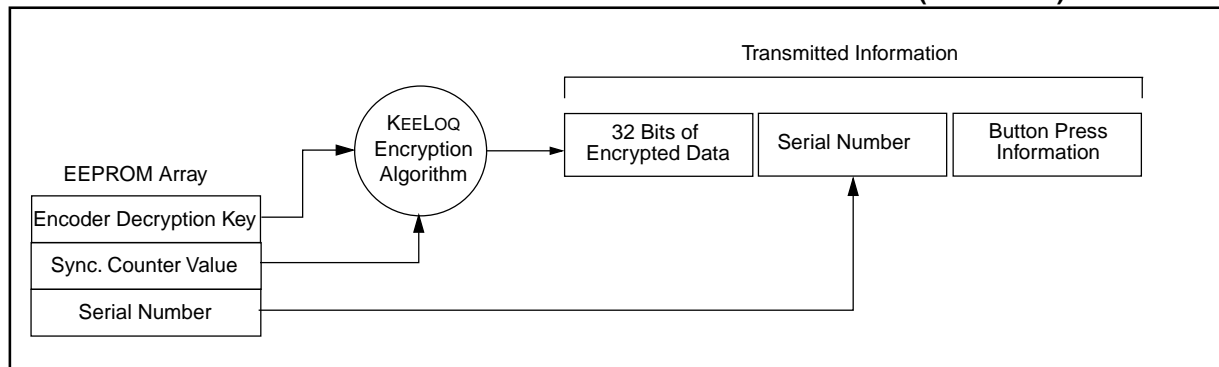 Transmitted Information
KEELOQ
Encryption
Algorithm
32 Bits of
Encrypted Data
Serial Number
Button Press
Information
EEPROM Array
Encoder Decryption Key
Sync. Counter Value
Serial Number